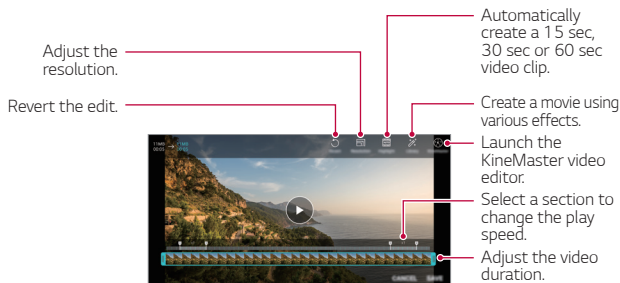 Automatically
create a 15 sec,
30 sec or 60 sec
video clip.
Adjust the
resolution.
Revert the edit.
Create a movie using
various effects.
Launch the
KineMaster video
editor.
Select a section to
change the play
speed.
Adjust the video
duration.
CANCEL SAVE